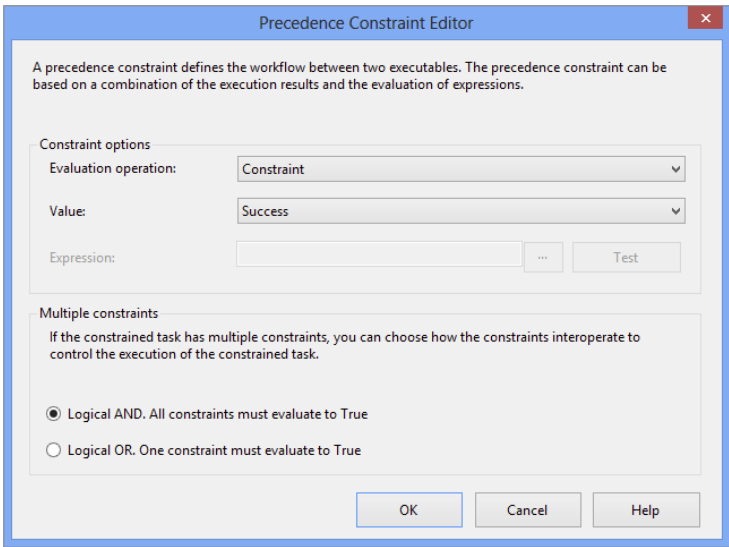 Precedence Constraint Editor
A precedence constraint defines the workflow between two executables. The precedence constraint can be
based on a combination of the execution results and the evaluation of expressions.
Constraint options
Evaluation operation:
Constraint
Value:
Success
Expression:
...
Test
Multiple constraints
If the constrained task has multiple constraints, you can choose how the constraints interoperate to
control the execution of the constrained task.
Logical AND. All constraints must evaluate to True
Logical OR. One constraint must evaluate to True
OK
Cancel
Help